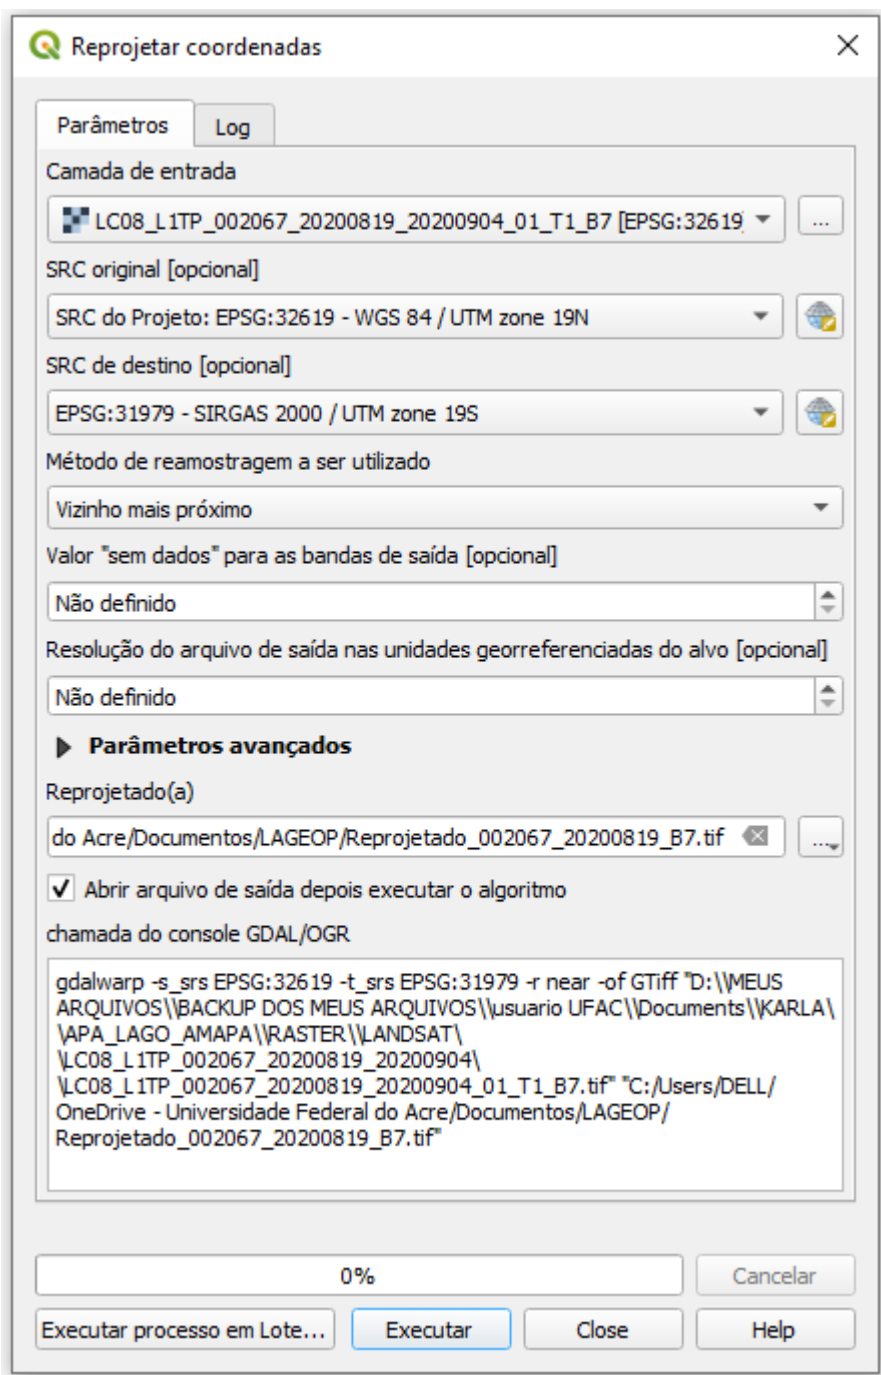 Reprojetar coordenadas
Parâmetros
Log
Camada de entrada
LC08_L1TP_002067_20200819_20200904_01_T1_B7 [EPSG:32619]
...
SRC original [opcional]
SRC do Projeto: EPSG:32619 - WGS 84 / UTM zone 19N
SRC de destino [opcional]
EPSG:31979 - SIRGAS 2000 / UTM zone 19S
Método de reamostragem a ser utilizado
Vizinho mais próximo
Valor "sem dados" para as bandas de saída [opcional]
Não definido
Resolução do arquivo de saída nas unidades georreferenciadas do alvo [opcional]
Não definido
Parâmetros avançados
Reprojetado(a)
do Acre/Documentos/LAGEOP/Reprojetado_002067_20200819_B7.tif
...
Abrir arquivo de saída depois executar o algoritmo
chamada do console GDAL/OGR
gdalwarp -s_srs EPSG:32619 -t_srs EPSG:31979 -r near -of GTiff "D:\\MEUS
ARQUIVOS\\BACKUP DOS MEUS ARQUIVOS\\usuario UFAC\\Documents\\KARLA\
\APA_LAGO_AMAPA\\RASTER\\LANDSAT\
\LC08_L1TP_002067_20200819_20200904\
\LC08_L1TP_002067_20200819_20200904_01_T1_B7.tif" "C:/Users/DELL/
OneDrive - Universidade Federal do Acre/Documentos/LAGEOP/
Reprojetado_002067_20200819_B7.tif"
0%
Cancelar
Executar processo em Lote...
Executar
Close
Help